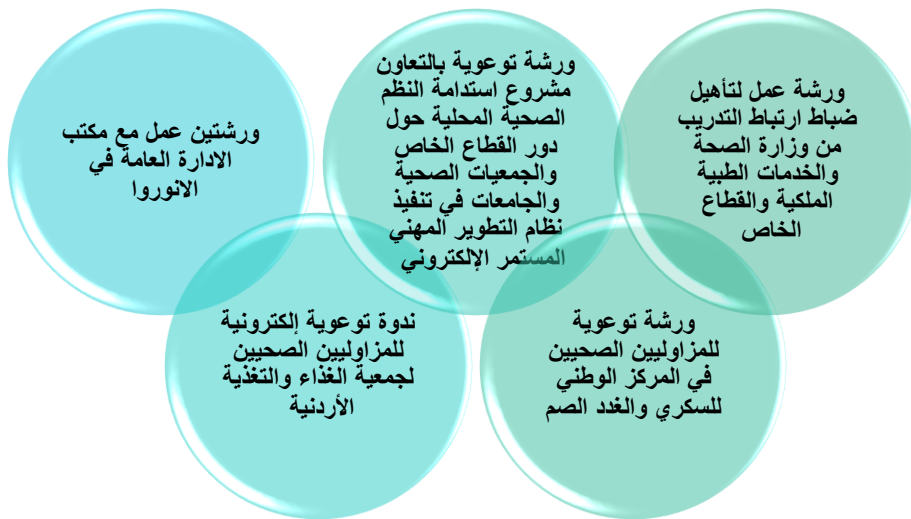 ورشة عمل لتأهيل
ضباط ارتباط التدريب
من وزارة الصحة
والخدمات الطبية
الملكية والقطاع
الخاص
ورشة توعوية بالتعاون
مشروع استدامة النظم
الصحية المحلية حول
دور القطاع الخاص
والجمعيات الصحية
والجامعات في تنفيذ
نظام التطوير المهني
المستمر الإلكتروني
ورشتين عمل مع مكتب
الادارة العامة في
الانوروا
ورشة توعوية
للمزاوليين الصحيين
في المركز الوطني
للسكري والغدد الصم
ندوة توعوية إلكترونية
للمزاوليين الصحيين
لجمعية الغذاء والتغذية
الأردنية